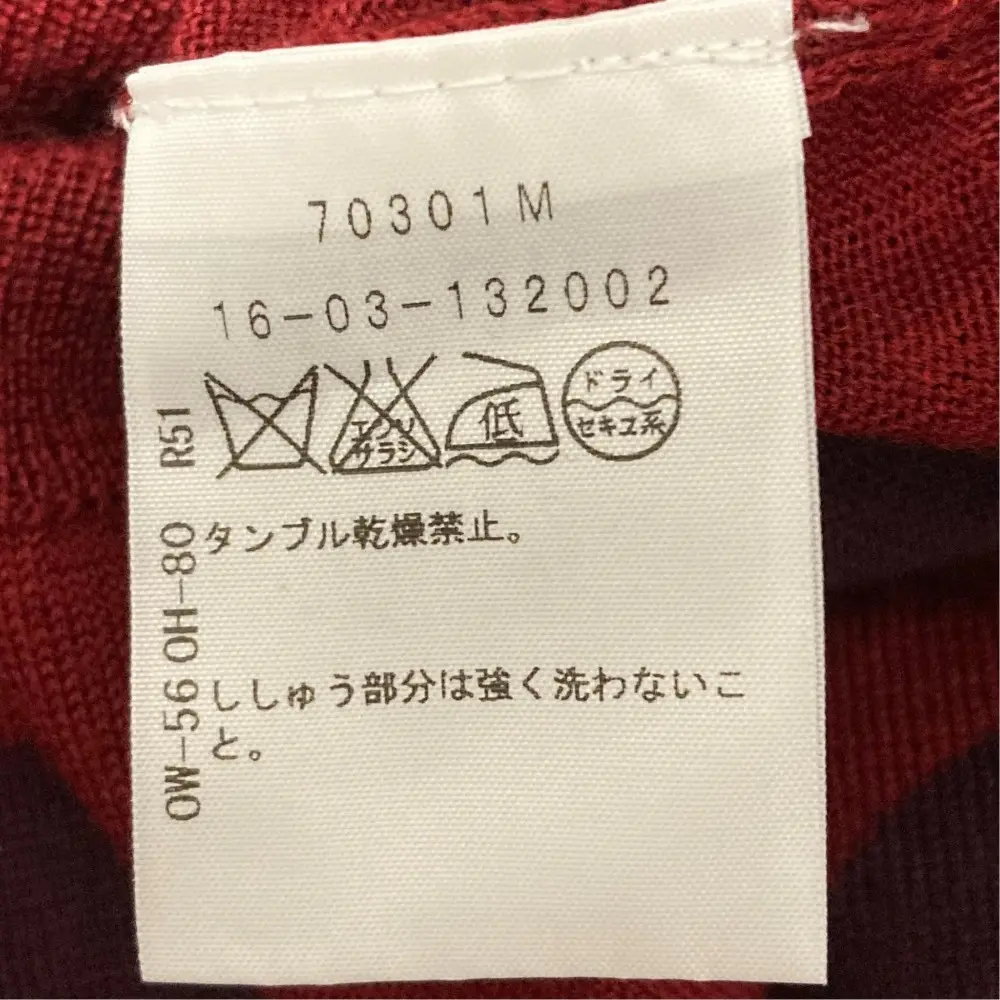 70301M
16-03-132002
エンソ
サラシ
低
ドライ
セキユ系
タンブル乾燥禁止。
ししゅう部分は強く洗わないこ
と。
OW-56 OH-80 R51